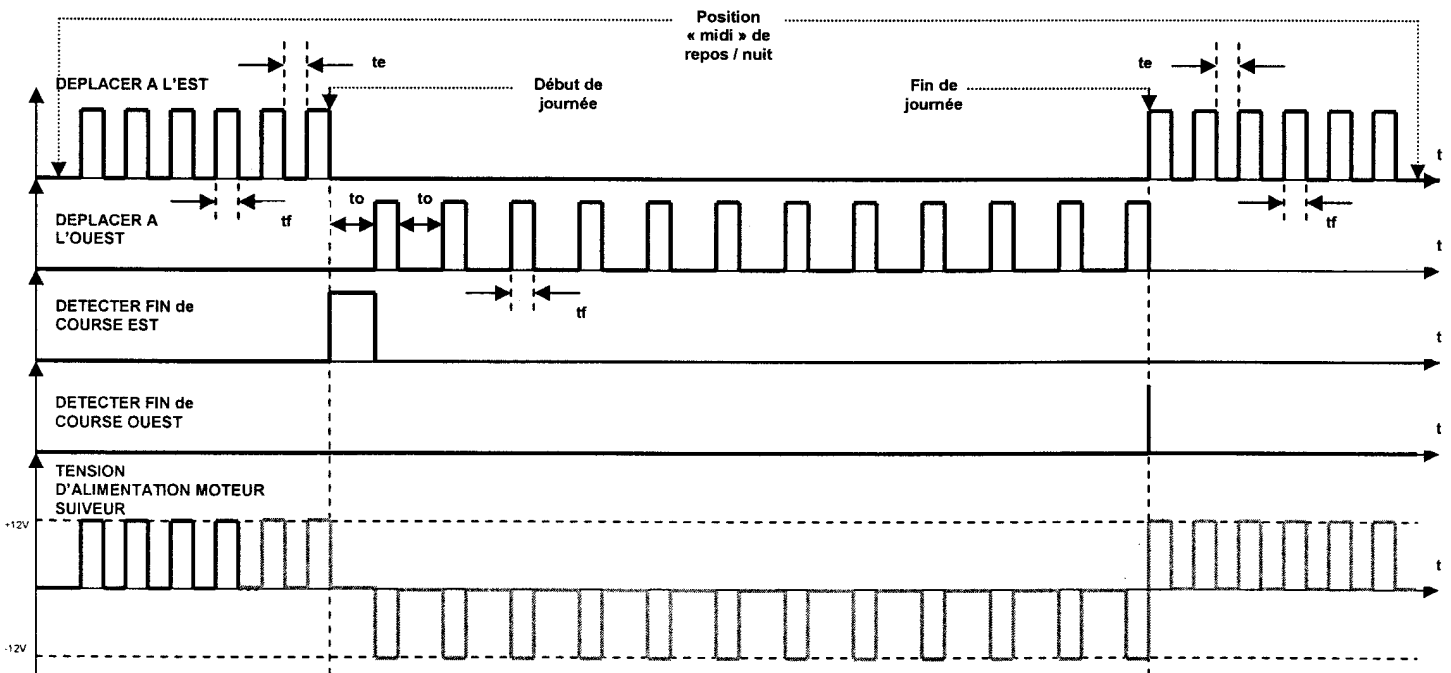 Position
« midi » de
repos / nuit
te
te
DEPLACER A L'EST
Début de
journée
Fin de
journée
t
to
to
tf
tf
DEPLACER A
L'OUEST
t
tf
DETECTER FIN de
COURSE EST
t
DETECTER FIN de
COURSE OUEST
t
TENSION
D'ALIMENTATION MOTEUR
SUIVEUR
+12V
t
-12V